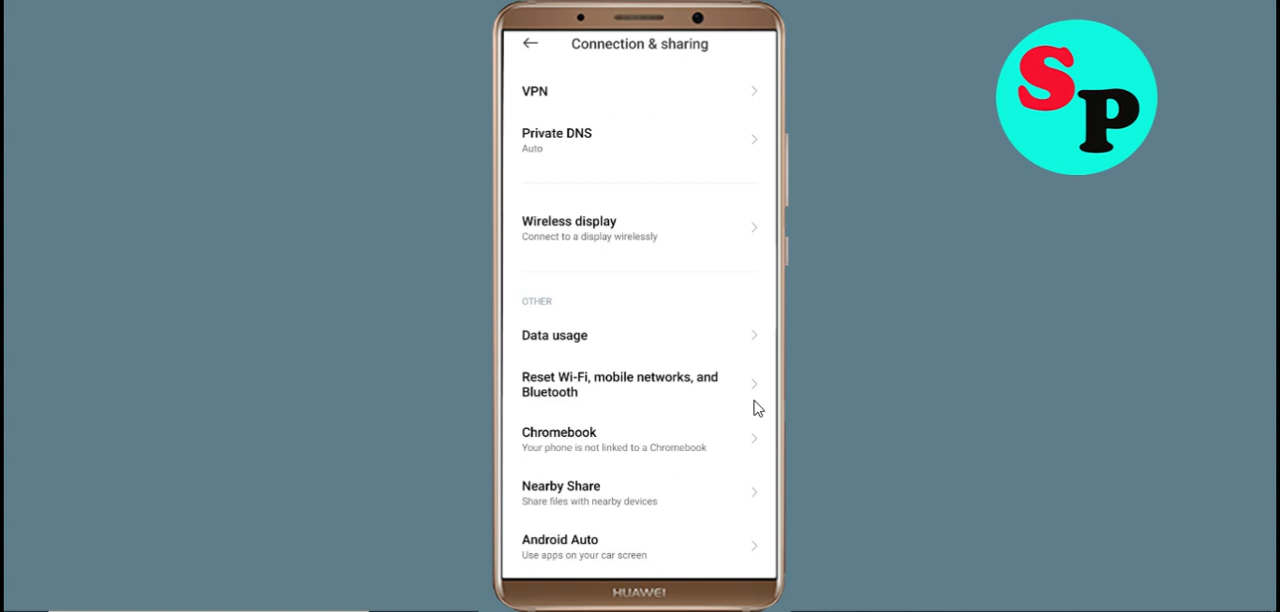 Connection & sharing
SP
VPN
Private DNS
Auto
Wireless display
Connect to a display wirelessly
OTHER
Data usage
Reset Wi-Fi, mobile networks, and
Bluetooth
Chromebook
Your phone is not linked to a Chromebook
Nearby Share
Share files with nearby devices
Android Auto
Use apps on your car screen
HUAWEI